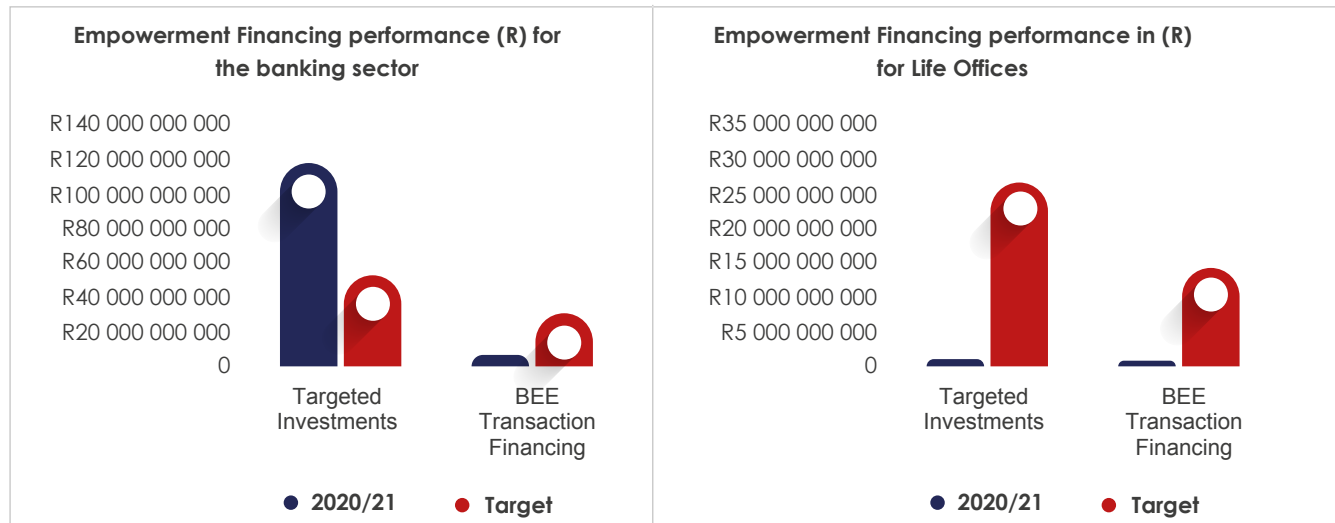 Empowerment Financing performance (R) for
the banking sector
R140 000 000 000
R120 000 000 000
R100 000 000 000
R80 000 000 000
R60 000 000 000
R40 000 000 000
R20 000 000 000
0
Targeted
Investments
BEE
Transaction
Financing
2020/21
Target
Empowerment Financing performance in (R)
for Life Offices
R35 000 000 000
R30 000 000 000
R25 000 000 000
R20 000 000 000
R15 000 000 000
R10 000 000 000
R5 000 000 000
0
Targeted
Investments
BEE
Transaction
Financing
2020/21
Target